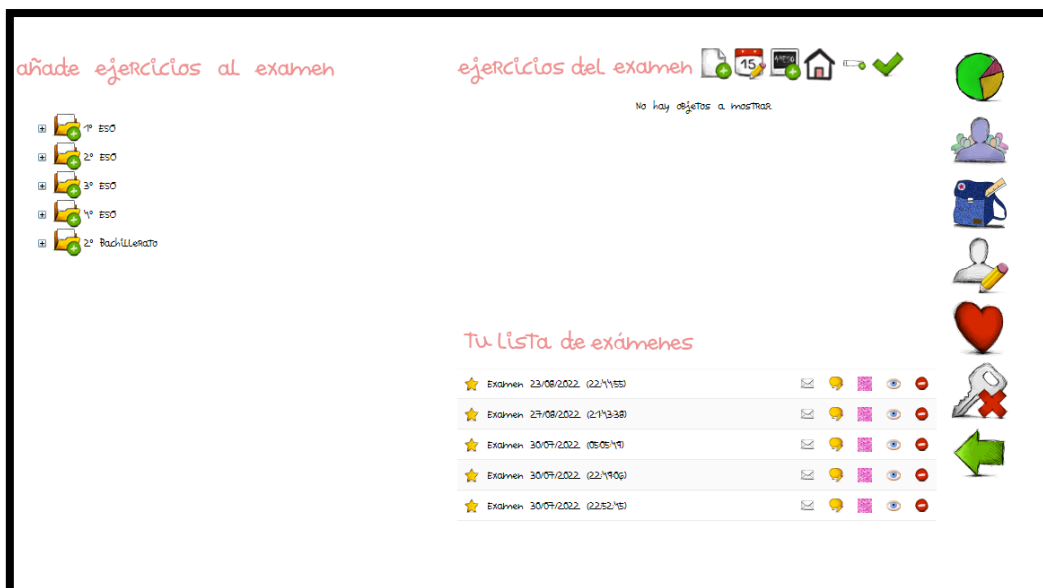 añade ejercicios al examen
1º ESO
2º ESO
3º ESO
4º ESO
2º Bachillerato
ejercicios del examen
15
No hay objetos a mostrar
Tu lista de exámenes
Examen 23/08/2022 (22:44:55)
Examen 27/08/2022 (21:43:38)
Examen 30/07/2022 (05:05:49)
Examen 30/07/2022 (22:49:06)
Examen 30/07/2022 (22:52:45)